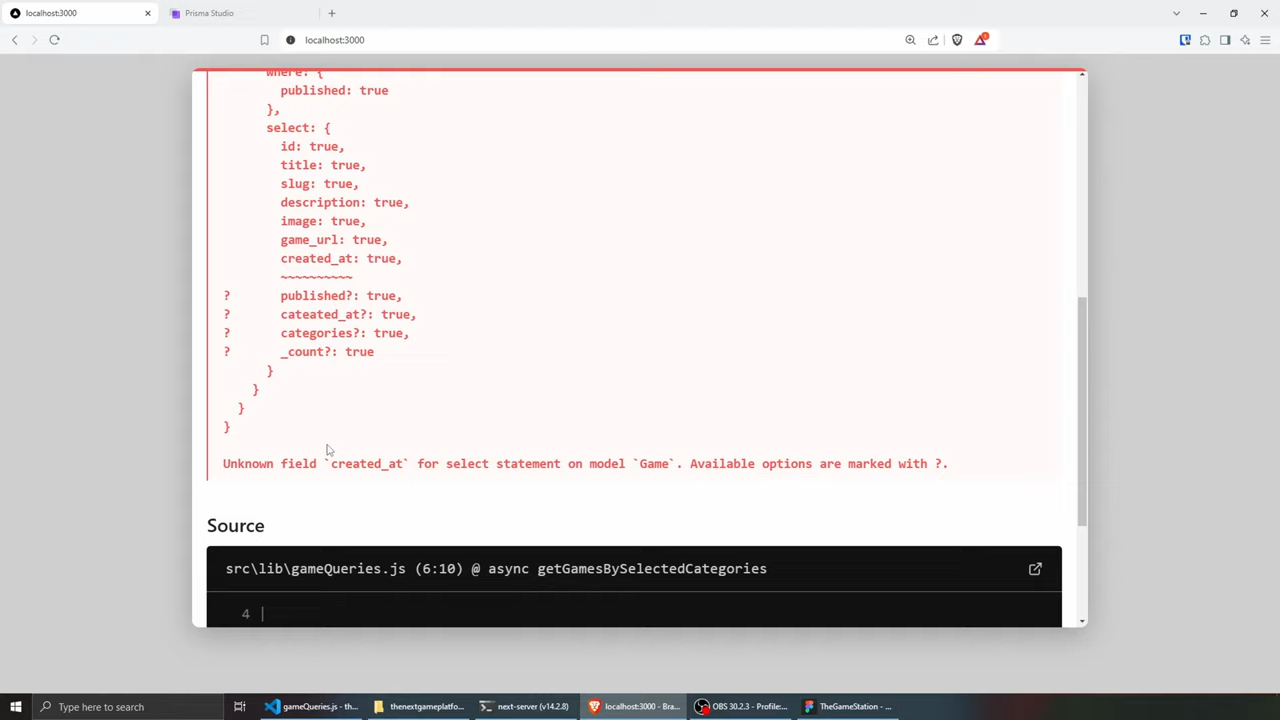 localhost:3000
Prisma Studio
localhost:3000
where: {
published: true
},
select: {
id: true,
title: true,
slug: true,
description: true,
image: true,
game_url: true,
created_at: true,
~~~~~~~~~~
? published?: true,
? cateated_at?: true,
? categories?: true,
? _count?: true
}
}
}
}
Unknown field `created_at` for select statement on model `Game`. Available options are marked with ?.
Source
src\lib\gameQueries.js (6:10) @ async getGamesBySelectedCategories
4 |
Type here to search
gameQueries.js - th...
thenextgameplatfo...
next-server (v14.2.8)
localhost:3000 - Bra...
OBS 30.2.3 - Profile:...
TheGameStation - ...